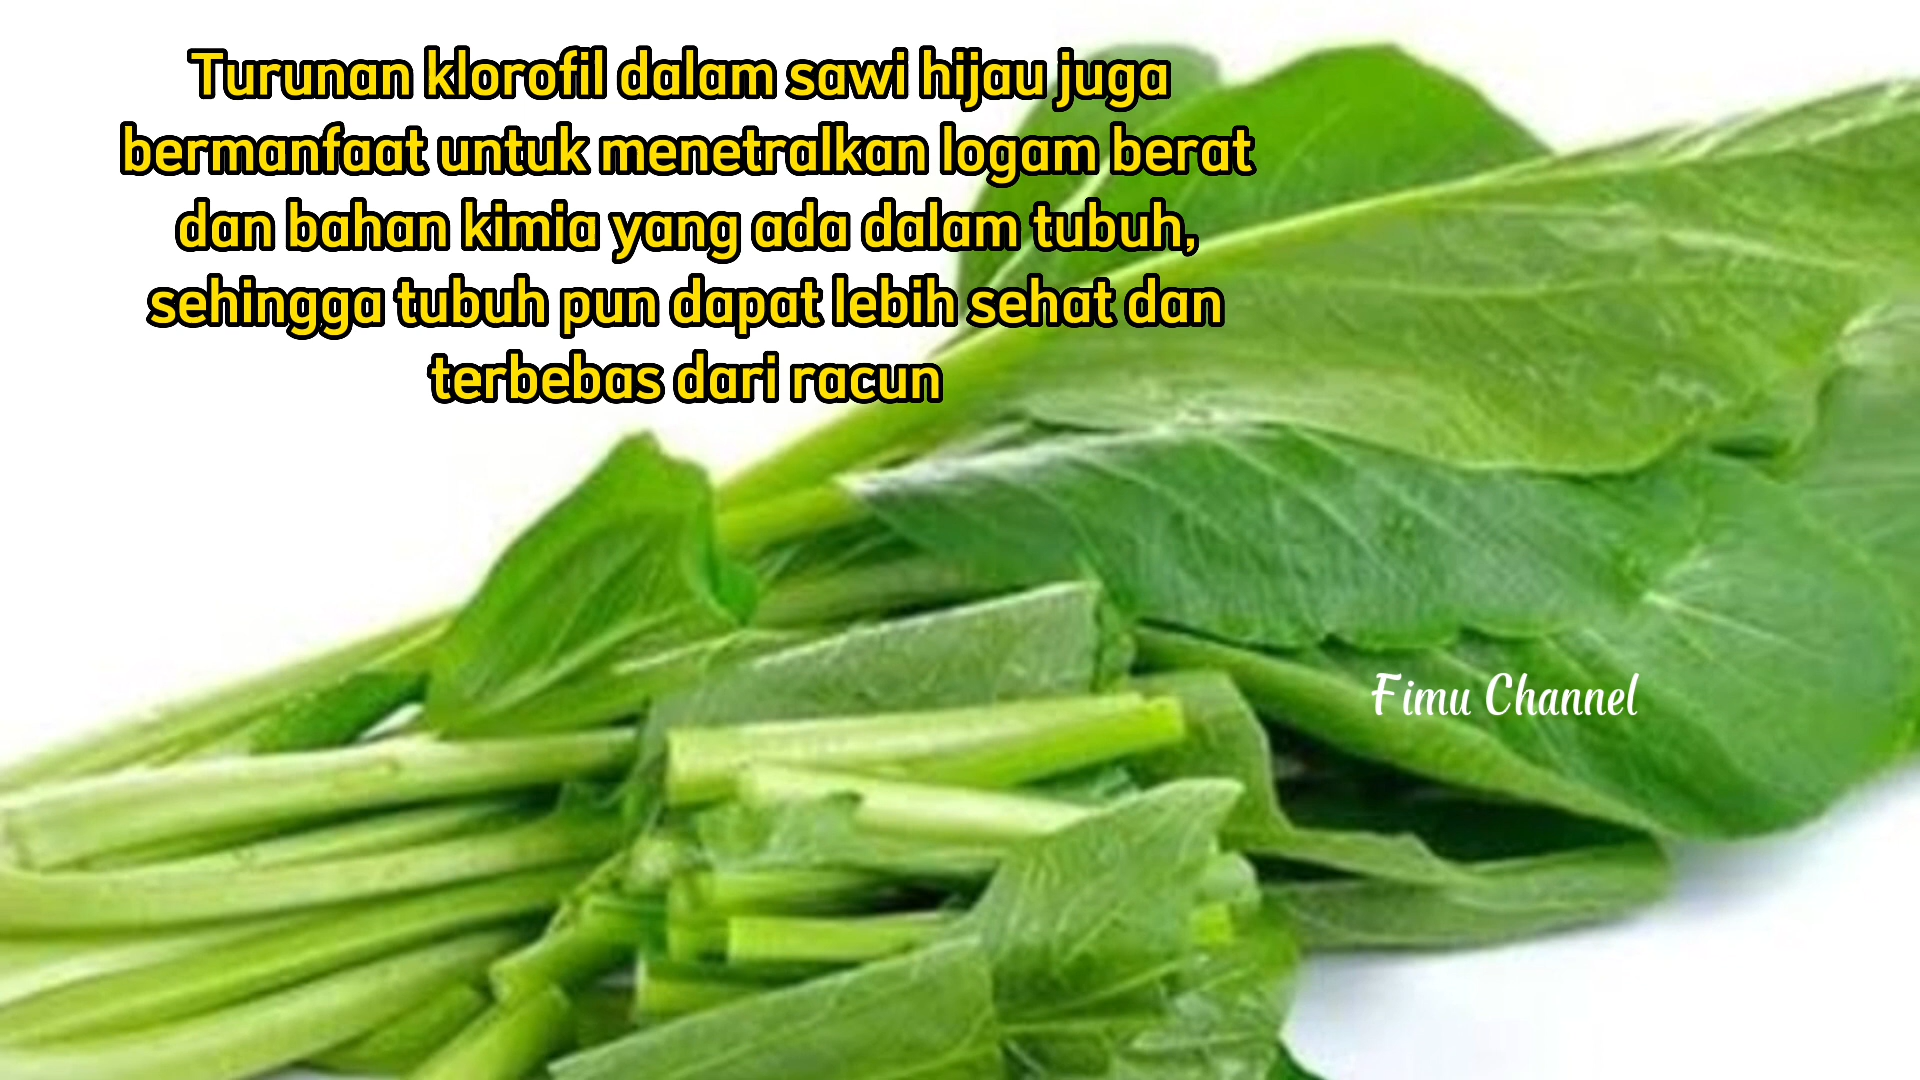 Turunan klorofil dalam sawi hijau juga
bermanfaat untuk menetralkan logam berat
dan bahan kimia yang ada dalam tubuh,
sehingga tubuh pun dapat lebih sehat dan
terbebas dari racun
Fimu Channel